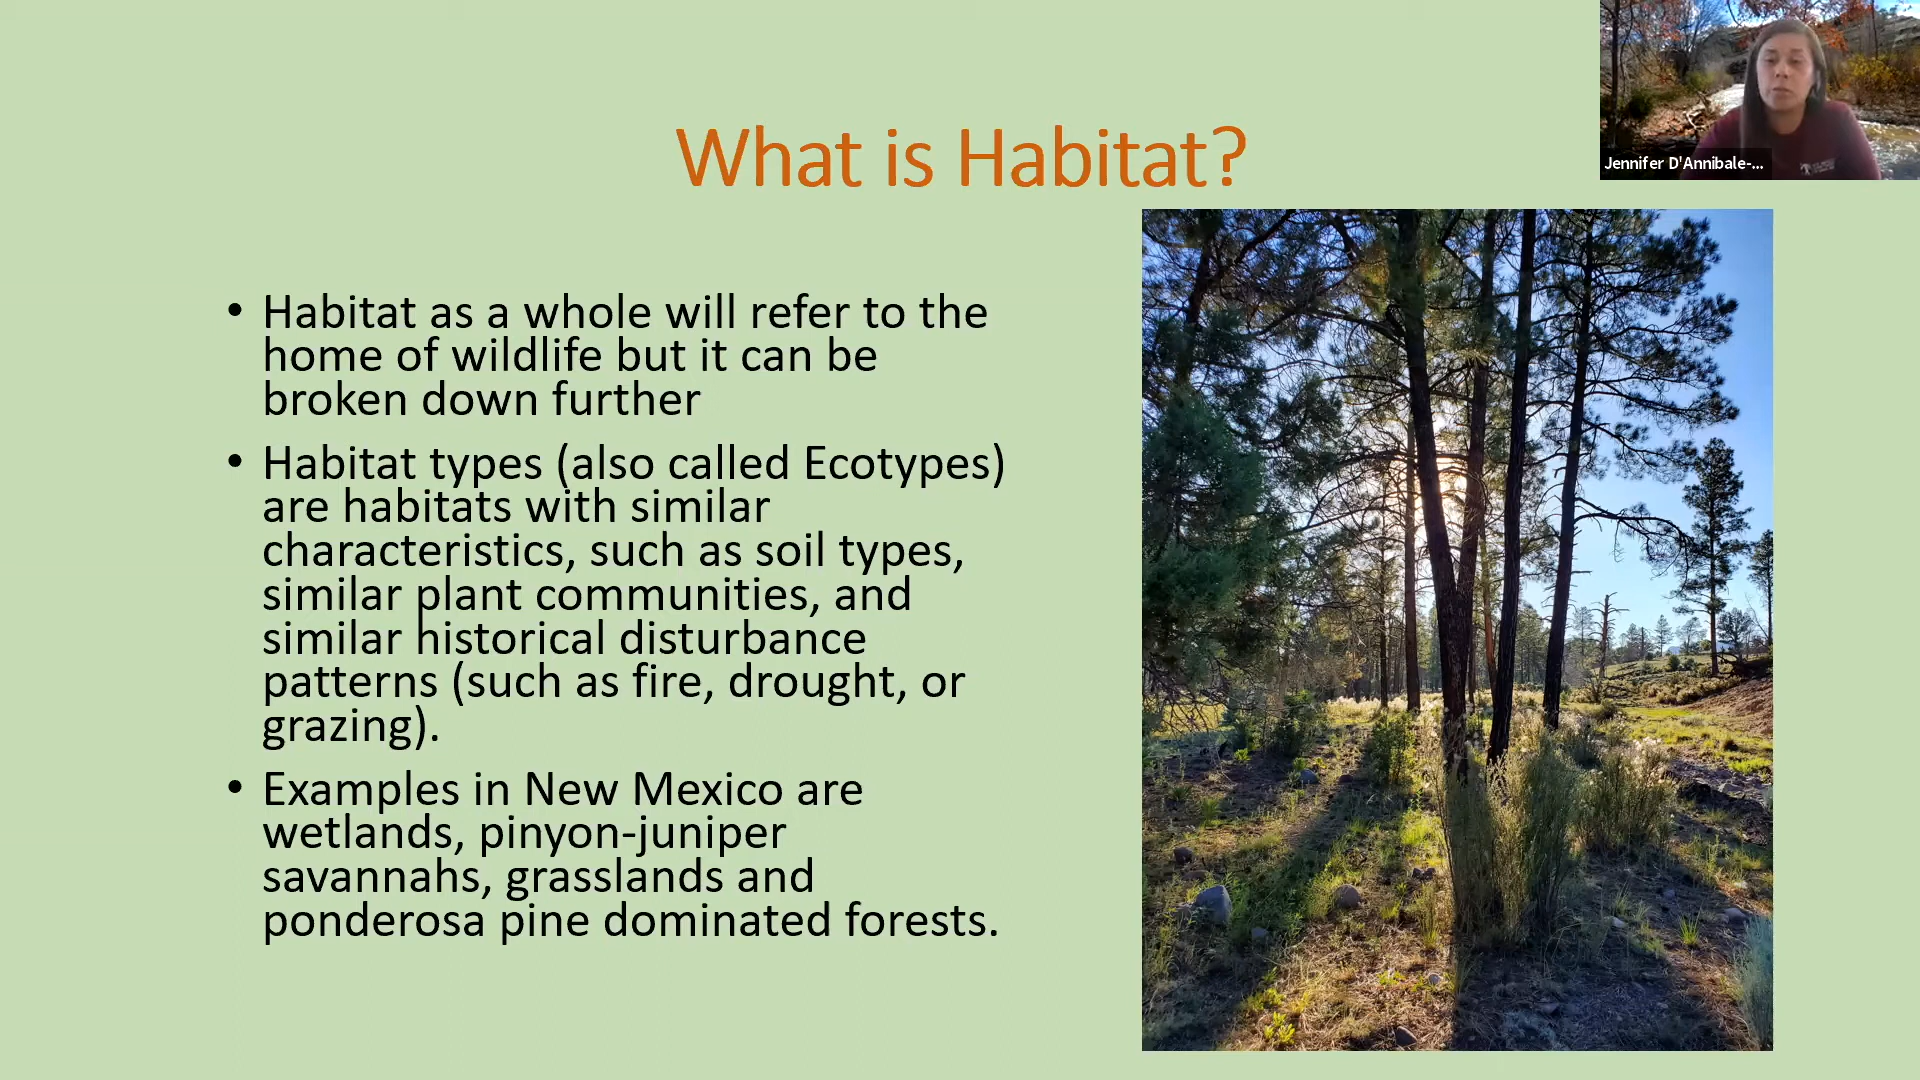 What is Habitat?
Jennifer D'Annibale-...
• Habitat as a whole will refer to the
home of wildlife but it can be
broken down further
• Habitat types (also called Ecotypes)
are habitats with similar
characteristics, such as soil types,
similar plant communities, and
similar historical disturbance
patterns (such as fire, drought, or
grazing).
• Examples in New Mexico are
wetlands, pinyon-juniper
savannahs, grasslands and
ponderosa pine dominated forests.